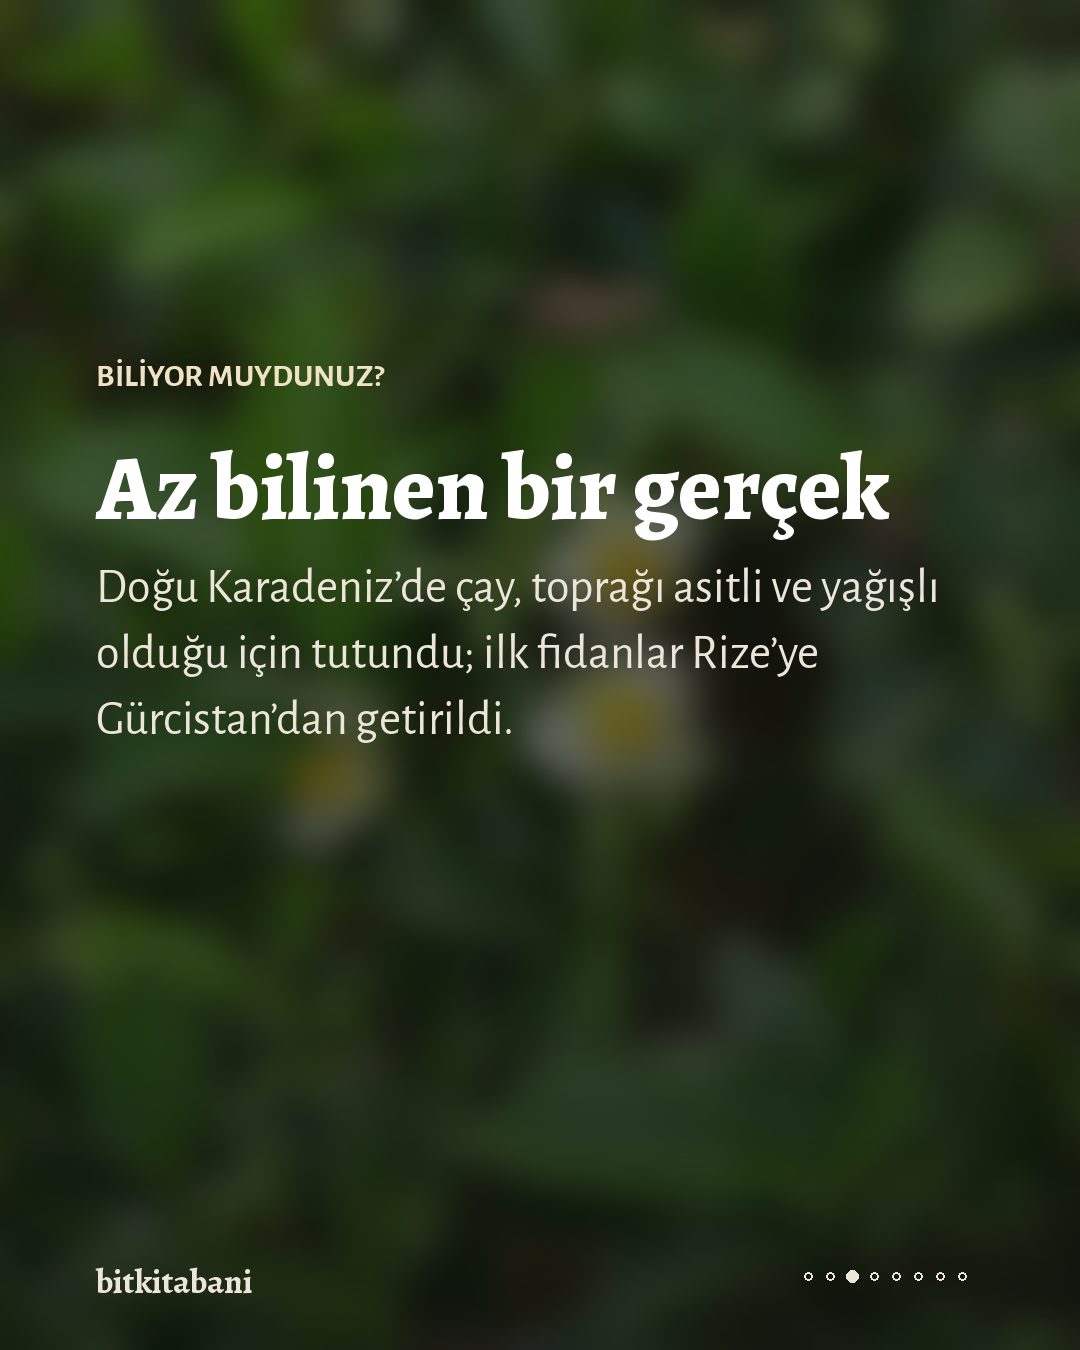 BİLİYOR MUYDUNUZ?
Az bilinen bir gerçek
Doğu Karadeniz’de çay, toprağı asitli ve yağışlı
olduğu için tutundu; ilk fidanlar Rize’ye
Gürcistan’dan getirildi.
bitkitabani